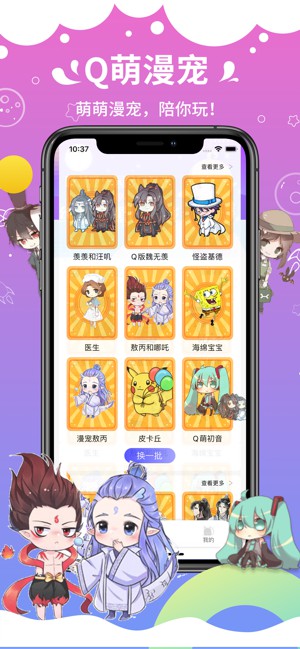 Q萌漫宠
萌萌漫宠，陪你玩！
10:37
查看更多
羡羡和汪叽
Q版魏无羡
怪盗基德
医生
敖丙和哪吒
海绵宝宝
漫宠敖丙
皮卡丘
Q萌初音
换一批
查看更多
我的